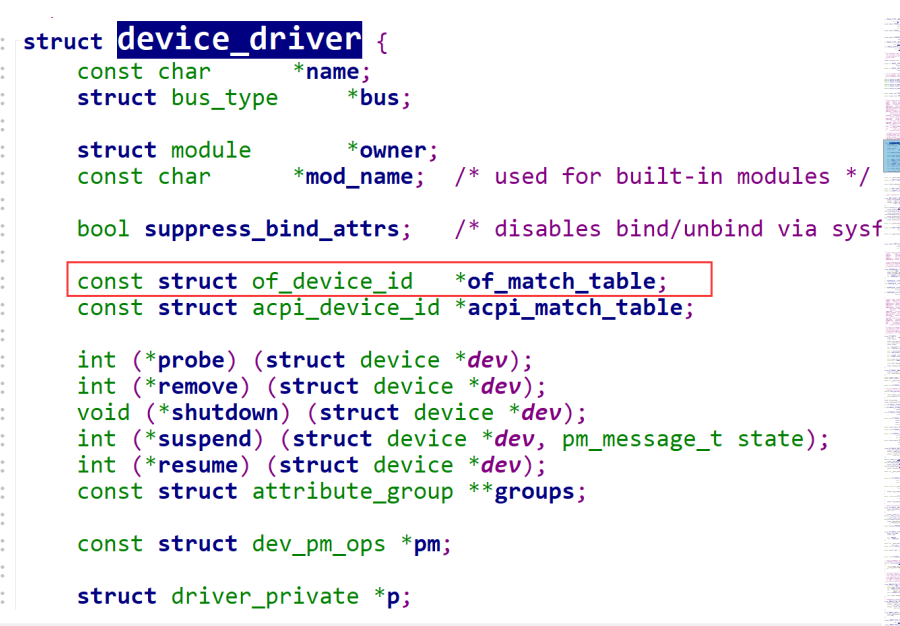 struct device_driver {
const char *name;
struct bus_type *bus;
struct module *owner;
const char *mod_name; /* used for built-in modules */
bool suppress_bind_attrs; /* disables bind/unbind via sysf
const struct of_device_id *of_match_table;
const struct acpi_device_id *acpi_match_table;
int (*probe) (struct device *dev);
int (*remove) (struct device *dev);
void (*shutdown) (struct device *dev);
int (*suspend) (struct device *dev, pm_message_t state);
int (*resume) (struct device *dev);
const struct attribute_group **groups;
const struct dev_pm_ops *pm;
struct driver_private *p;